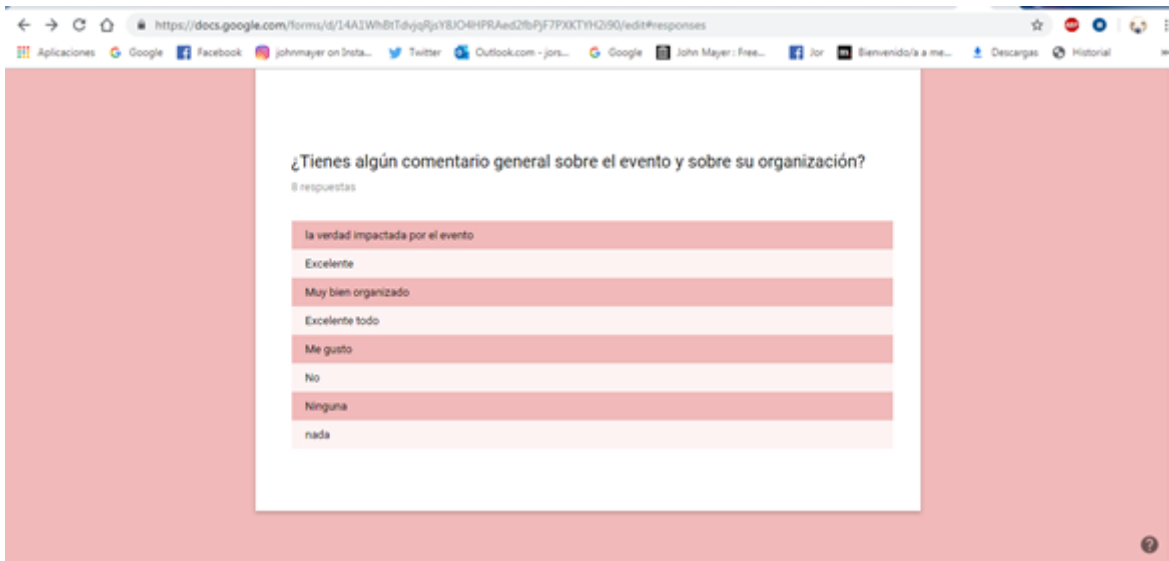 https://docs.google.com/forms/d/
/edit#responses
Aplicaciones Google Facebook johnmayer on Insta... Twitter Outlook.com - jors... Google John Mayer: Free... Jor m. Bienvenido/a a me... Descargas Historial
¿Tienes algún comentario general sobre el evento y sobre su organización?
8 respuestas
la verdad impactada por el evento
Excelente
Muy bien organizado
Excelente todo
Me gusto
No
Ninguna
nada